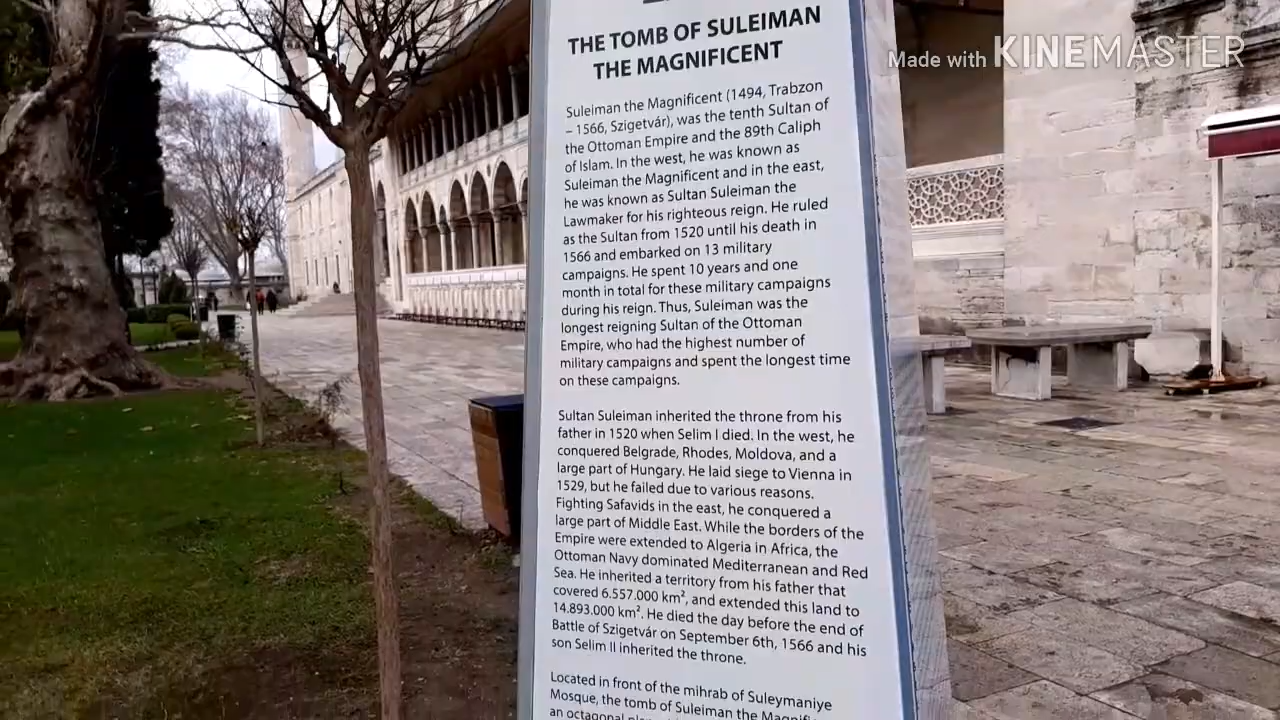 Made with KINEMASTER
THE TOMB OF SULEIMAN
THE MAGNIFICENT
Suleiman the Magnificent (1494, Trabzon
– 1566, Szigetvár), was the tenth Sultan of
the Ottoman Empire and the 89th Caliph
of Islam. In the west, he was known as
Suleiman the Magnificent and in the east,
he was known as Sultan Suleiman the
Lawmaker for his righteous reign. He ruled
as the Sultan from 1520 until his death in
1566 and embarked on 13 military
campaigns. He spent 10 years and one
month in total for these military campaigns
during his reign. Thus, Suleiman was the
longest reigning Sultan of the Ottoman
Empire, who had the highest number of
military campaigns and spent the longest time
on these campaigns.
Sultan Suleiman inherited the throne from his
father in 1520 when Selim I died. In the west, he
conquered Belgrade, Rhodes, Moldova, and a
large part of Hungary. He laid siege to Vienna in
1529, but he failed due to various reasons.
Fighting Safavids in the east, he conquered a
large part of Middle East. While the borders of the
Empire were extended to Algeria in Africa, the
Ottoman Navy dominated Mediterranean and Red
Sea. He inherited a territory from his father that
covered 6.557.000 km², and extended this land to
14.893.000 km². He died the day before the end of
Battle of Szigetvár on September 6th, 1566 and his
son Selim II inherited the throne.
Located in front of the mihrab of Suleymaniye
Mosque, the tomb of Suleiman the
an octagonal